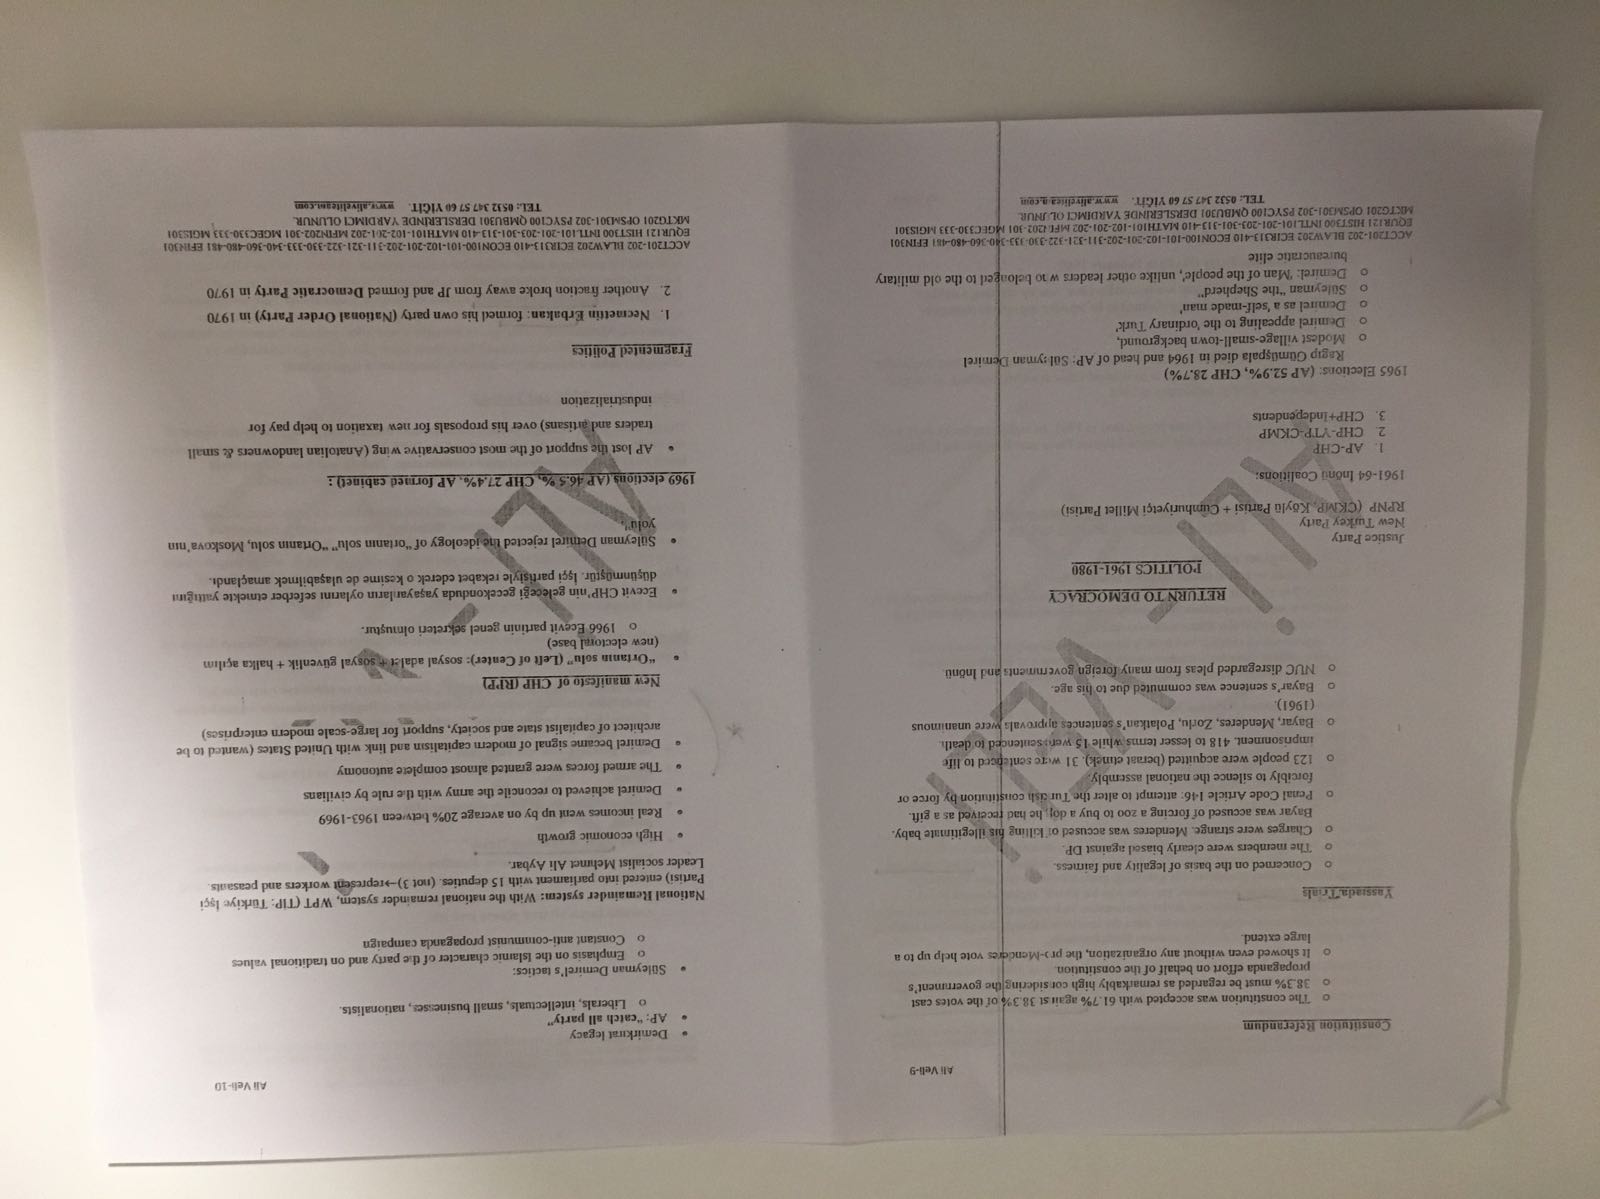 Ali Veli-9
Constitution Referandum
o The constitution was accepted with 61.7% against 38.3% of the votes cast
o 38.3% must be regarded as remarkably high considering the government's
propaganda effort on behalf of the constitution.
o It showed even without any organization, the pro-Menderes vote help up to a
large extend.
Yassıada Trials
o Concerned on the basis of legality and fairness.
o The members were clearly biased against DP.
o Charges were strange. Menderes was accused of killing his illegitimate baby.
Bayar was accused of forcing a zoo to buy a dog he had received as a gift.
o Penal Code Article 146: attempt to alter the Turkish constitution by force or
forcibly to silence the national assembly.
o 123 people were acquitted (beraat etmek). 31 were sentenced to life
imprisonment. 418 to lesser terms while 15 were sentenced to death.
o Bayar, Menderes, Zorlu, Polatkan's sentences approvals were unanimous
(1961).
o Bayar's sentence was commuted due to his age.
o NUC disregarded pleas from many foreign governments and İnönü.
RETURN TO DEMOCRACY
POLITICS 1961-1980
Justice Party
New Turkey Party
RPNP (CKMP, Köylü Partisi + Cumhuriyetçi Millet Partisi)
1961-64 İnönü Coalitions:
1. AP-CHP
2. CHP-YTP-CKMP
3. CHP+Independents
1965 Elections: (AP 52.9%, CHP 28.7%)
Ragıp Gümüşpala died in 1964 and head of AP: Süleyman Demirel
o Modest village-small-town background,
o Demirel appealing to the 'ordinary Turk'
o Demirel as a 'self-made man'
o Süleyman "the Shepherd"
o Demirel: 'Man of the people', unlike other leaders who belonged to the old military
bureaucratic elite
ACCT201-202 BLAW202 ECIR313-410 ECON100-101-102-201-202-311-321-322-330-333-340-360-480-481 EFIN301
EQUR121 HIST300 INTL101-201-203-301-313-410 MATH101-102-201-202 MFIN202-301 MGEC330-333 MGIS301
MKTG201 OPSM301-302 PSYC100 QMBU301 DERSLERİNDE YARDIMCI OLUNUR.
TEL: 0532 347 57 60 YİĞİT. www.aliveliteam.com
ALİ - VELİ
Ali Veli-10
• Demirkırat legacy
• AP: "catch all party"
o Liberals, intellectuals, small businesses, nationalists.
• Süleyman Demirel's tactics:
o Emphasis on the Islamic character of the party and on traditional values
o Constant anti-communist propaganda campaign
National Remainder system: With the national remainder system, WPT (TİP: Türkiye İşçi
Partisi) entered into parliament with 15 deputies. (not 3)→represent workers and peasants.
Leader socialist Mehmet Ali Aybar.
• High economic growth
• Real incomes went up by on average 20% between 1963-1969
• Demirel achieved to reconcile the army with the rule by civilians
• The armed forces were granted almost complete autonomy
• Demirel became signal of modern capitalism and link with United States (wanted to be
architect of capitalist state and society, support for large-scale modern enterprises)
New manifesto of CHP (RPP)
• "Ortanın solu" (Left of Center): sosyal adalet + sosyal güvenlik + halka açılım
(new electoral base)
o 1966 Ecevit partinin genel sekreteri olmuştur.
• Ecevit CHP'nin geleceği gecekonduda yaşayanların oylarını seferber etmekte yattığını
düşünmüştür. İşçi partisiyle rekabet ederek o kesime de ulaşabilmek amaçlandı.
• Süleyman Demirel rejected the ideology of "ortanın solu" "Ortanın solu, Moskova'nın
yolu".
1969 elections (AP 46.5 %, CHP 27.4%. AP formed cabinet) :
• AP lost the support of the most conservative wing (Anatolian landowners & small
traders and artisans) over his proposals for new taxation to help pay for
industrialization
Fragmented Politics
1. Necmettin Erbakan: formed his own party (National Order Party) in 1970
2. Another fraction broke away from JP and formed Democratic Party in 1970
ACCT201-202 BLAW202 ECIR313-410 ECON100-101-102-201-202-311-321-322-330-333-340-360-480-481 EFIN301
EQUR121 HIST300 INTL101-201-203-301-313-410 MATH101-102-201-202 MFIN202-301 MGEC330-333 MGIS301
MKTG201 OPSM301-302 PSYC100 QMBU301 DERSLERİNDE YARDIMCI OLUNUR.
TEL: 0532 347 57 60 YİĞİT. www.aliveliteam.com
ALİ - V